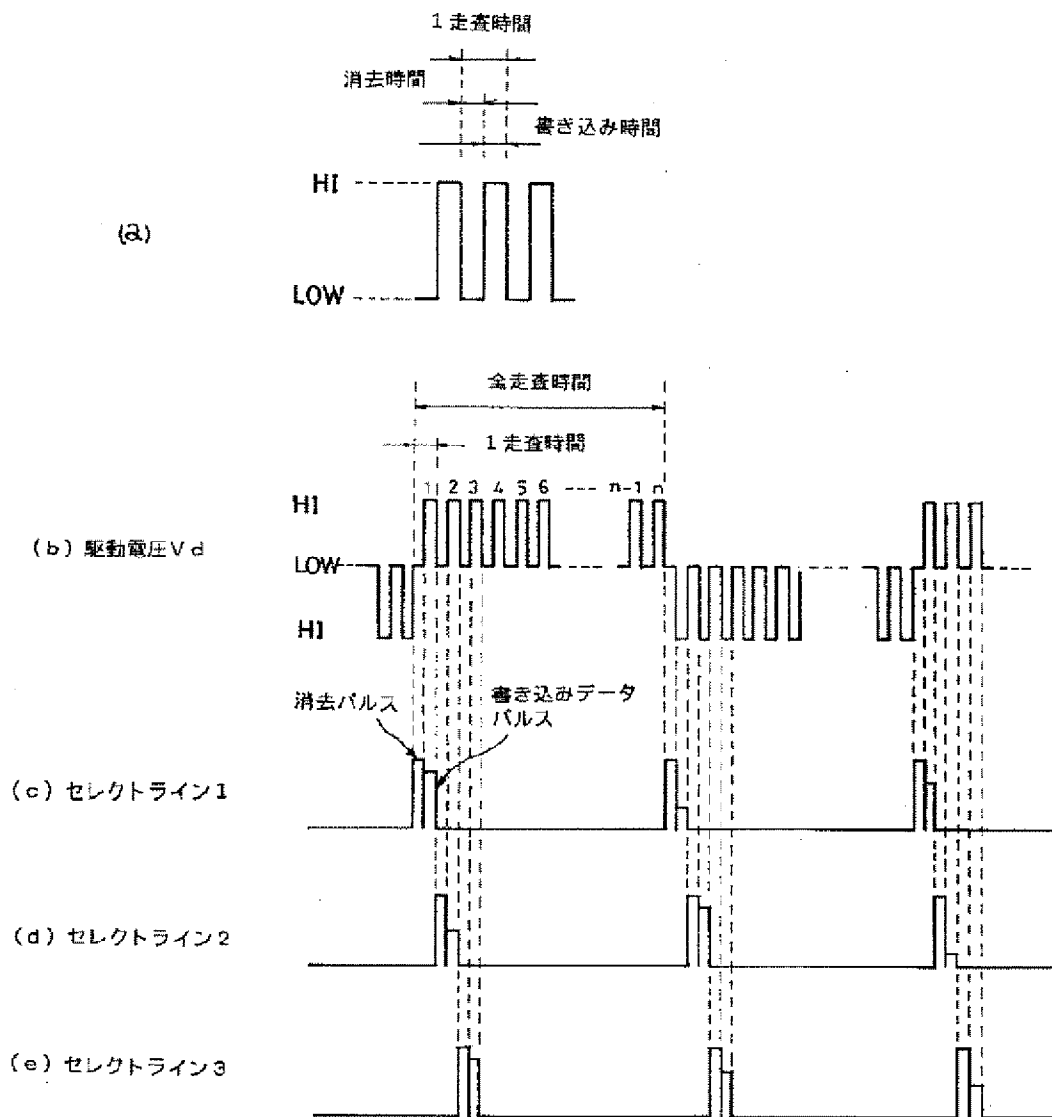 1走査時間
消去時間
書き込み時間
HI
(a)
LOW
全走査時間
1走査時間
1 2 3 4 5 6 --- n-1 n
HI
(b)駆動電圧Vd
LOW
HI
消去パルス
書き込みデータ
パルス
(c)セレクトライン1
(d)セレクトライン2
(e)セレクトライン3